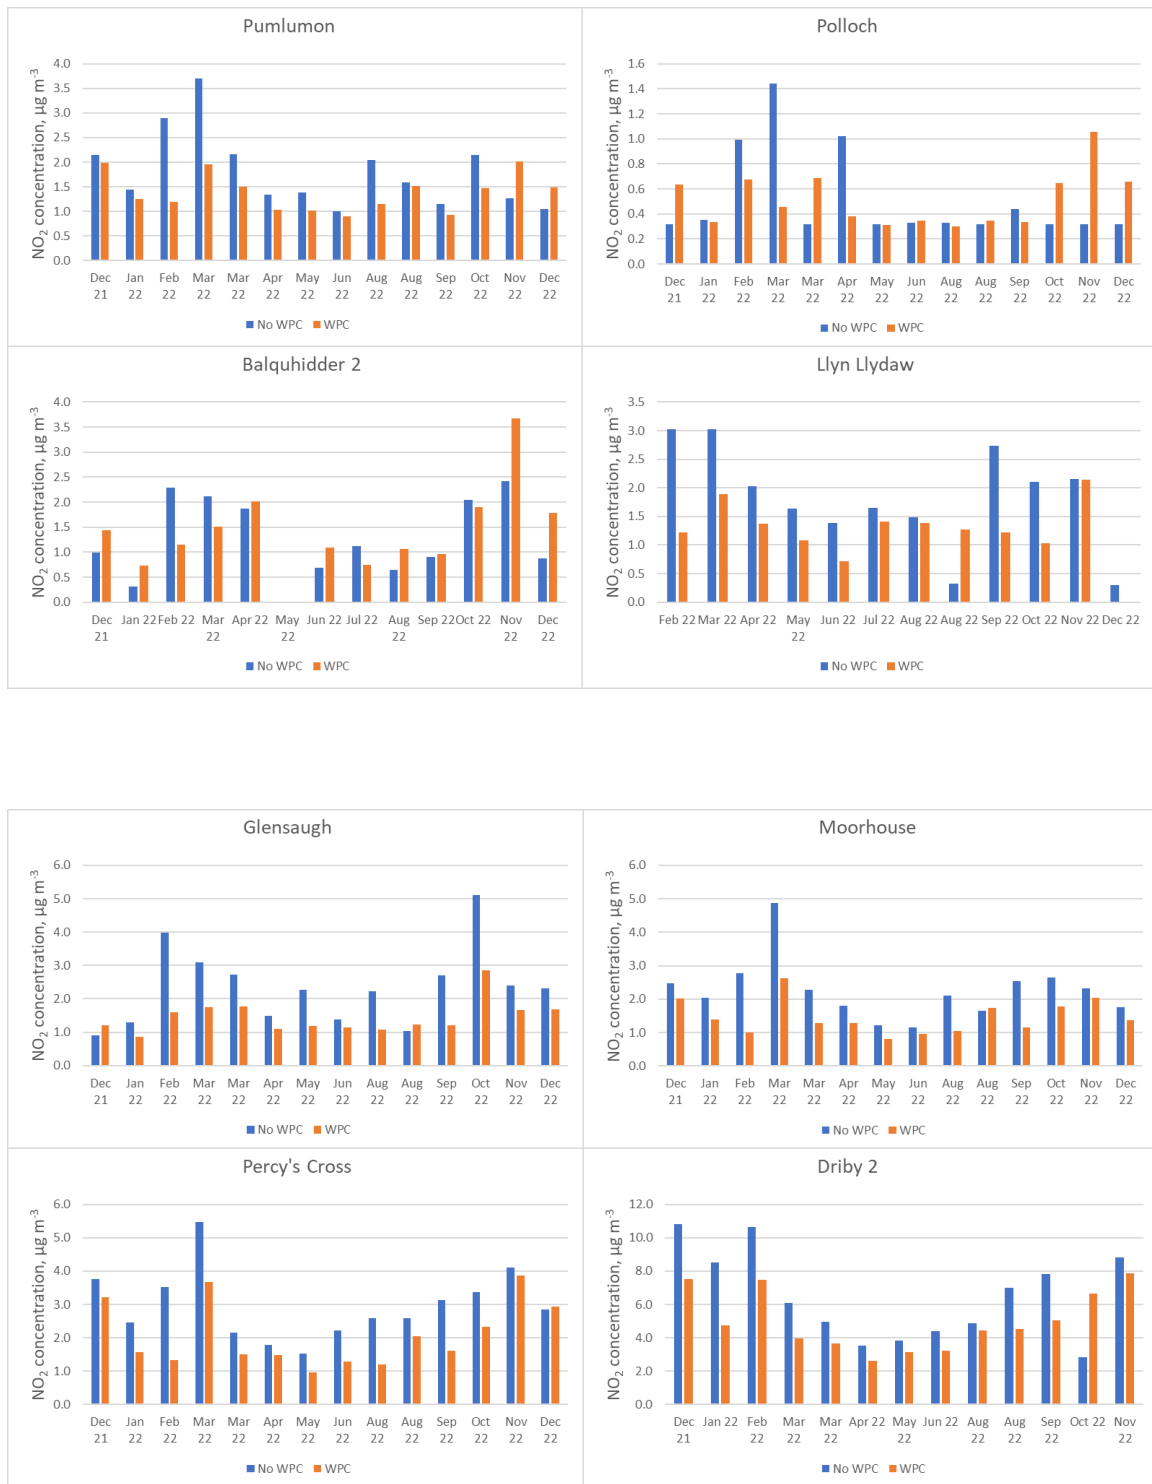 Pumlumon
NO₂ concentration, µg m⁻³
4.0
3.5
3.0
2.5
2.0
1.5
1.0
0.5
0.0
Dec Jan Feb Mar Mar Apr May Jun Aug Aug Sep Oct Nov Dec
21 22 22 22 22 22 22 22 22 22 22 22 22 22
No WPC WPC
Polloch
NO₂ concentration, µg m⁻³
1.6
1.4
1.2
1.0
0.8
0.6
0.4
0.2
0.0
Dec Jan Feb Mar Mar Apr May Jun Aug Aug Sep Oct Nov Dec
21 22 22 22 22 22 22 22 22 22 22 22 22 22
No WPC WPC
Balquhidder 2
NO₂ concentration, µg m⁻³
4.0
3.5
3.0
2.5
2.0
1.5
1.0
0.5
0.0
Dec Jan 22 Feb 22 Mar Apr 22 May Jun 22 Jul 22 Aug Sep 22 Oct 22 Nov Dec
21 22 22 22 22 22
No WPC WPC
Llyn Llydaw
NO₂ concentration, µg m⁻³
3.5
3.0
2.5
2.0
1.5
1.0
0.5
0.0
Feb 22 Mar 22 Apr 22 May Jun 22 Jul 22 Aug 22 Aug 22 Sep 22 Oct 22 Nov 22 Dec 22
22
No WPC WPC
Glensaugh
NO₂ concentration, µg m⁻³
6.0
5.0
4.0
3.0
2.0
1.0
0.0
Dec Jan Feb Mar Mar Apr May Jun Aug Aug Sep Oct Nov Dec
21 22 22 22 22 22 22 22 22 22 22 22 22 22
No WPC WPC
Moorhouse
NO₂ concentration, µg m⁻³
6.0
5.0
4.0
3.0
2.0
1.0
0.0
Dec Jan Feb Mar Mar Apr May Jun Aug Aug Sep Oct Nov Dec
21 22 22 22 22 22 22 22 22 22 22 22 22 22
No WPC WPC
Percy's Cross
NO₂ concentration, µg m⁻³
6.0
5.0
4.0
3.0
2.0
1.0
0.0
Dec Jan Feb Mar Mar Apr May Jun Aug Aug Sep Oct Nov Dec
21 22 22 22 22 22 22 22 22 22 22 22 22 22
No WPC WPC
Driby 2
NO₂ concentration, µg m⁻³
12.0
10.0
8.0
6.0
4.0
2.0
0.0
Dec Jan 22 Feb Mar Mar Apr 22 May Jun 22 Aug Aug Sep Oct 22 Nov
21 22 22 22 22 22 22 22 22
No WPC WPC